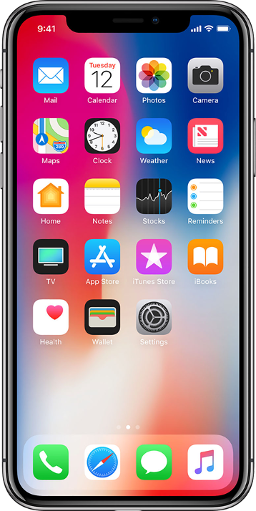 9:41
Tuesday
12
Mail Calendar Photos Camera
Maps Clock Weather News
Home Notes Stocks Reminders
TV App Store iTunes Store iBooks
Health Wallet Settings